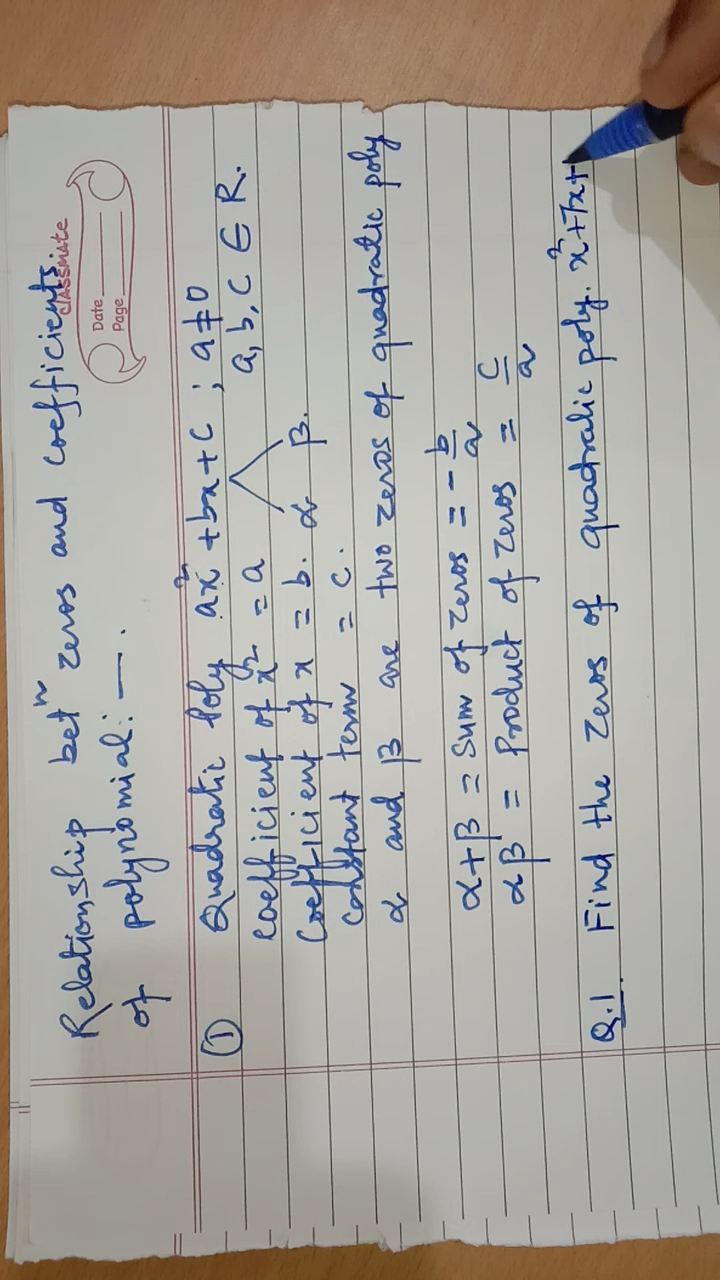 classmate
Date
Page
Relationship betⁿ zeros and coefficients
of polynomial: —.
① Quadratic Poly ax²+bx+c ; a≠0
a, b, c ∈ R.
coefficient of x² = a
Coefficient of x = b. α β.
constant term = c.
α and β are two zeros of quadratic poly
α+β = Sum of zeros = -b/a
αβ = Product of zeros = c/a
Q.1. Find the zeros of quadratic poly. x²+7x+